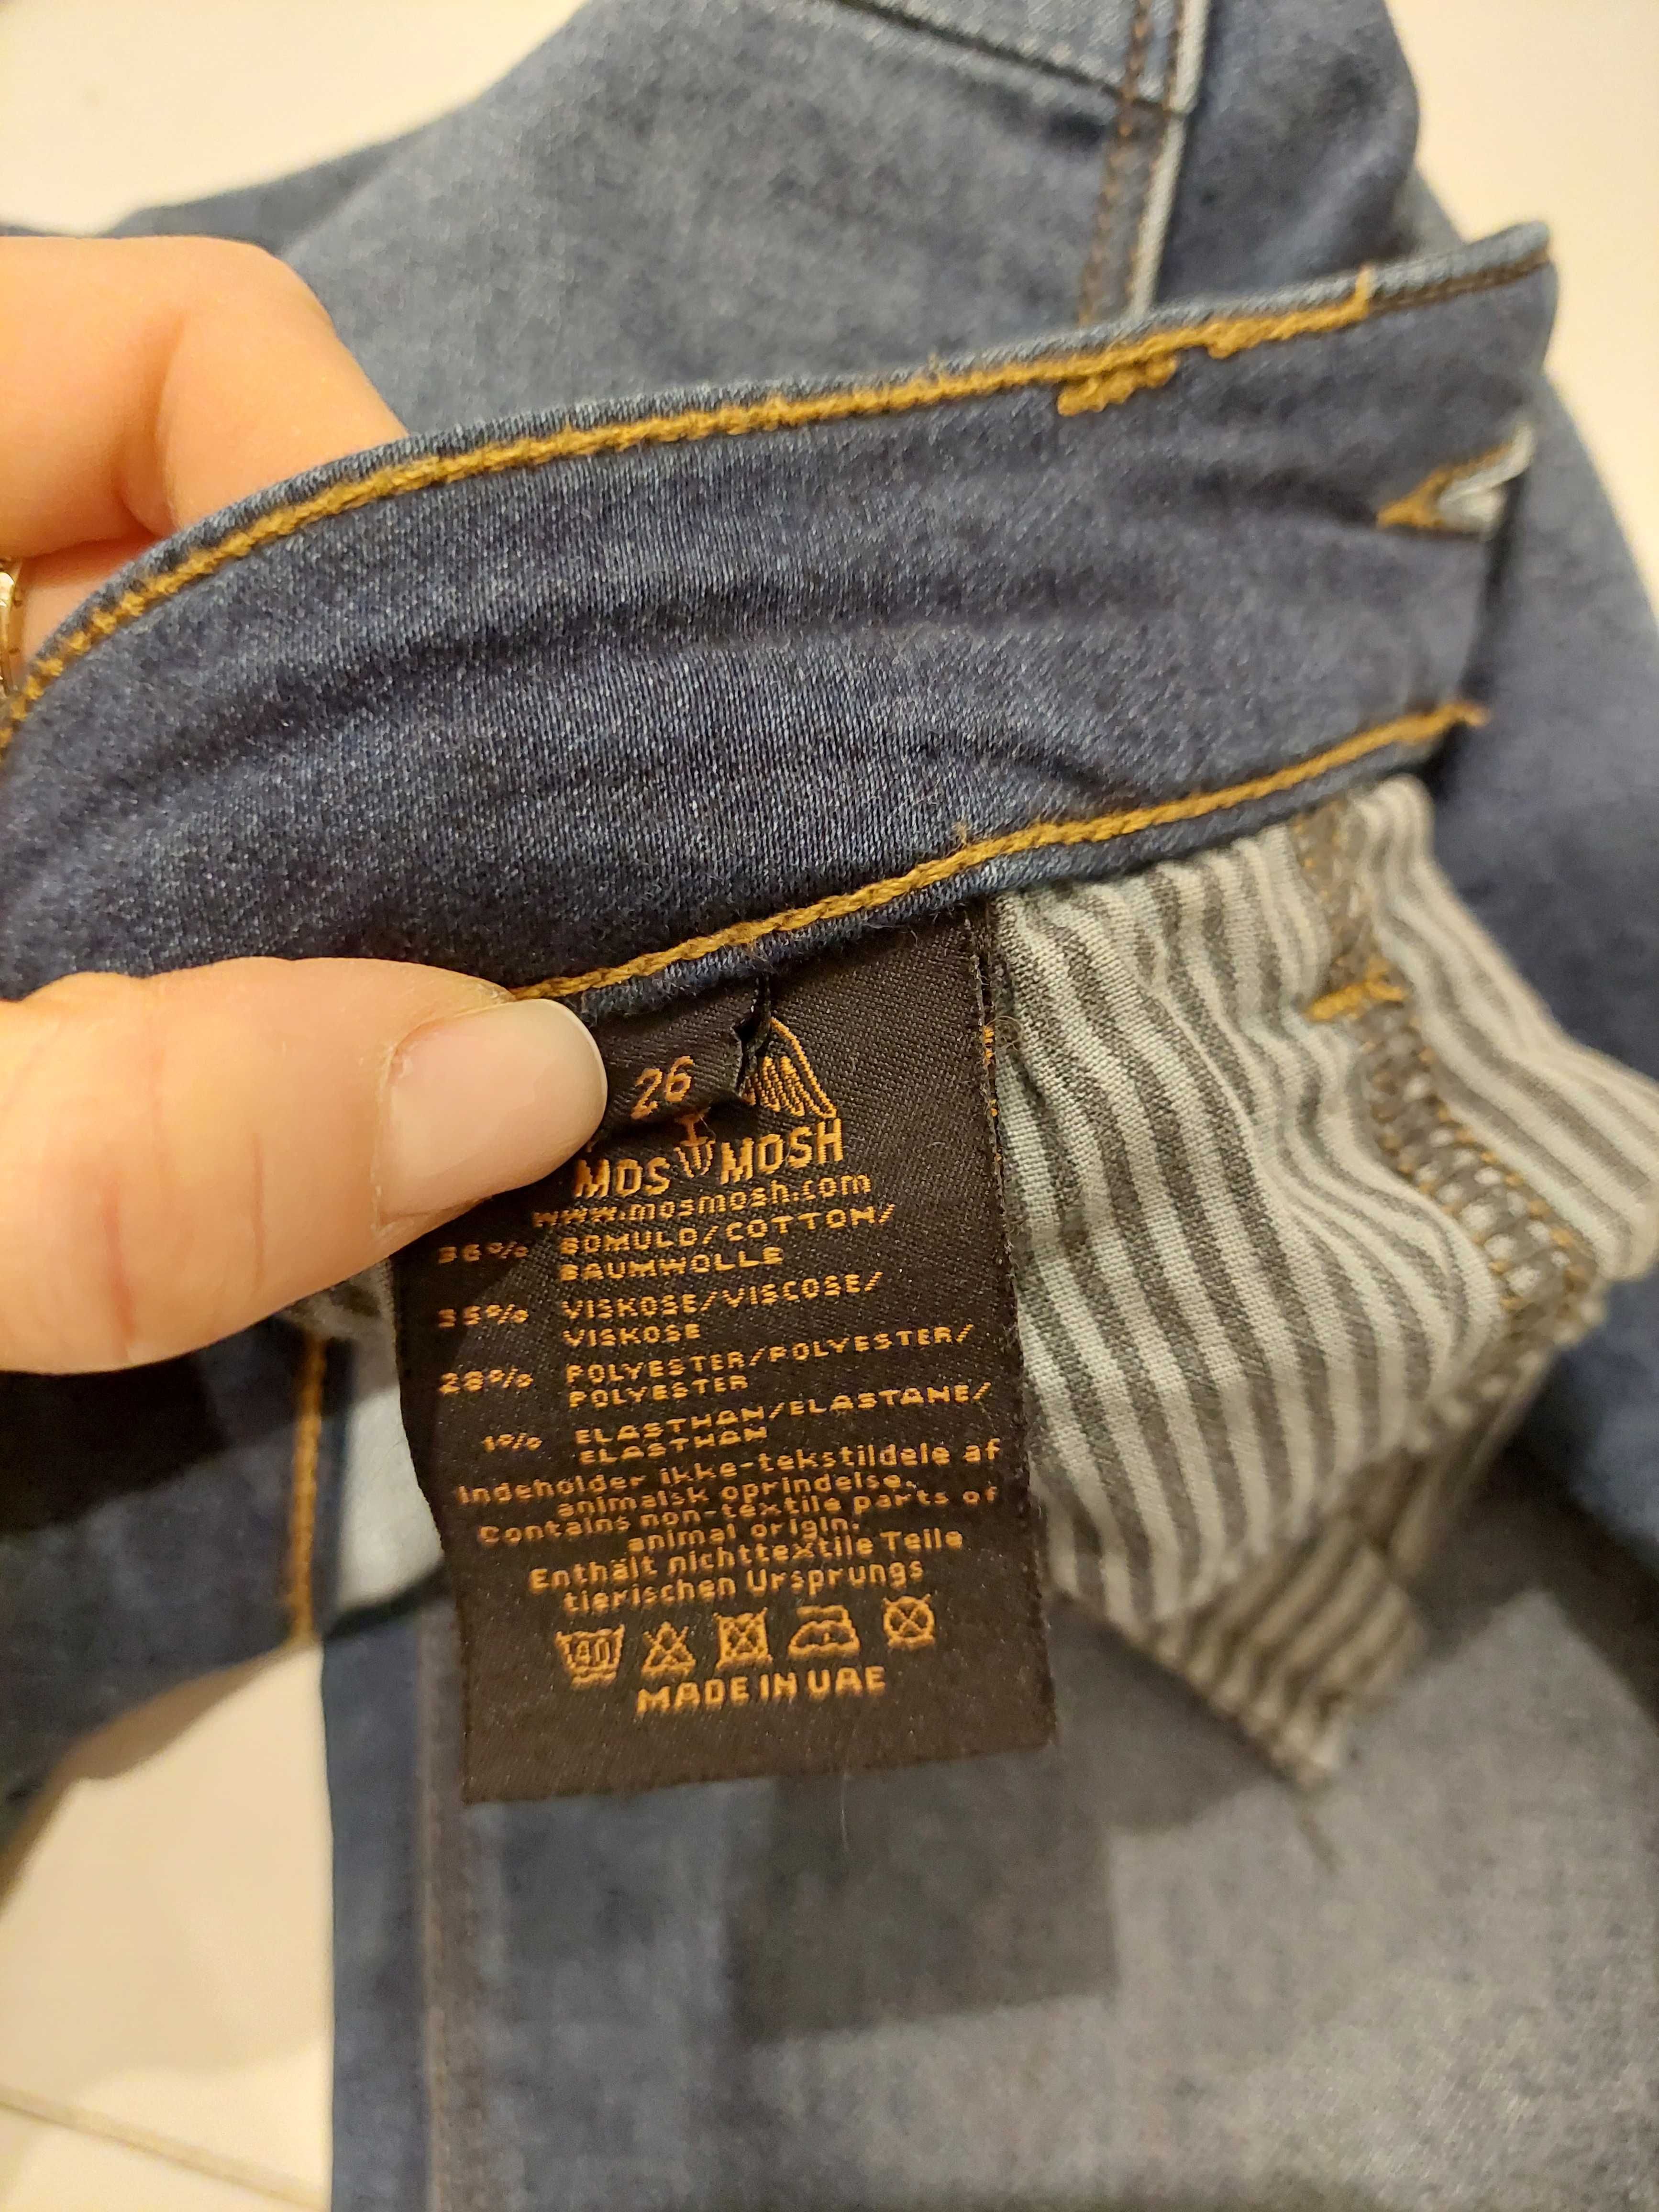 26
MOS MOSH
www.mosmosh.com
36% BOMULD/COTTON/
BAUMWOLLE
35% VISKOSE/VISCOSE/
VISKOSE
28% POLYESTER/POLYESTER/
POLYESTER
1% ELASTHAN/ELASTANE/
ELASTHAN
Indeholder ikke-tekstildele af
animalsk oprindelse.
Contains non-textile parts of
animal origin.
Enthält nichttextile Teile
tierischen Ursprungs
40
MADE IN UAE